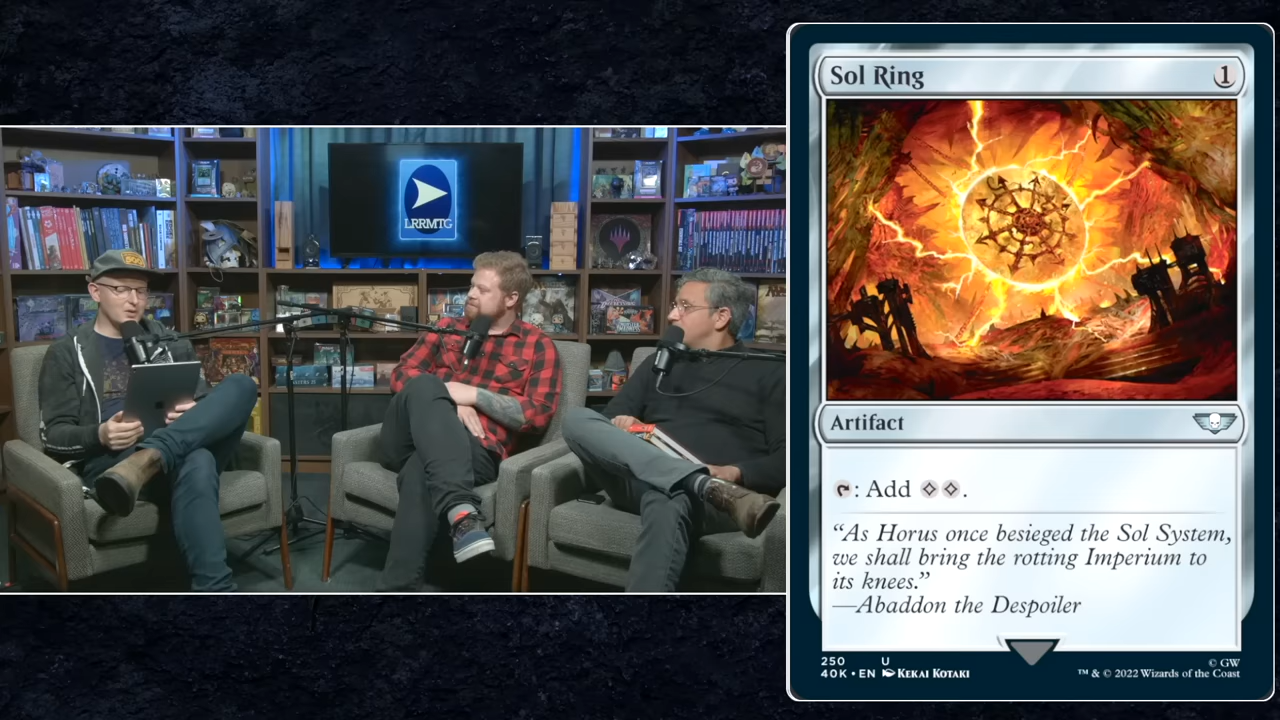 LRRMTG
Sol Ring 1
Artifact
: Add .
“As Horus once besieged the Sol System,
we shall bring the rotting Imperium to
its knees.”
—Abaddon the Despoiler
250 U
40K • EN KEKAI KOTAKI
© GW
™ & © 2022 Wizards of the Coast